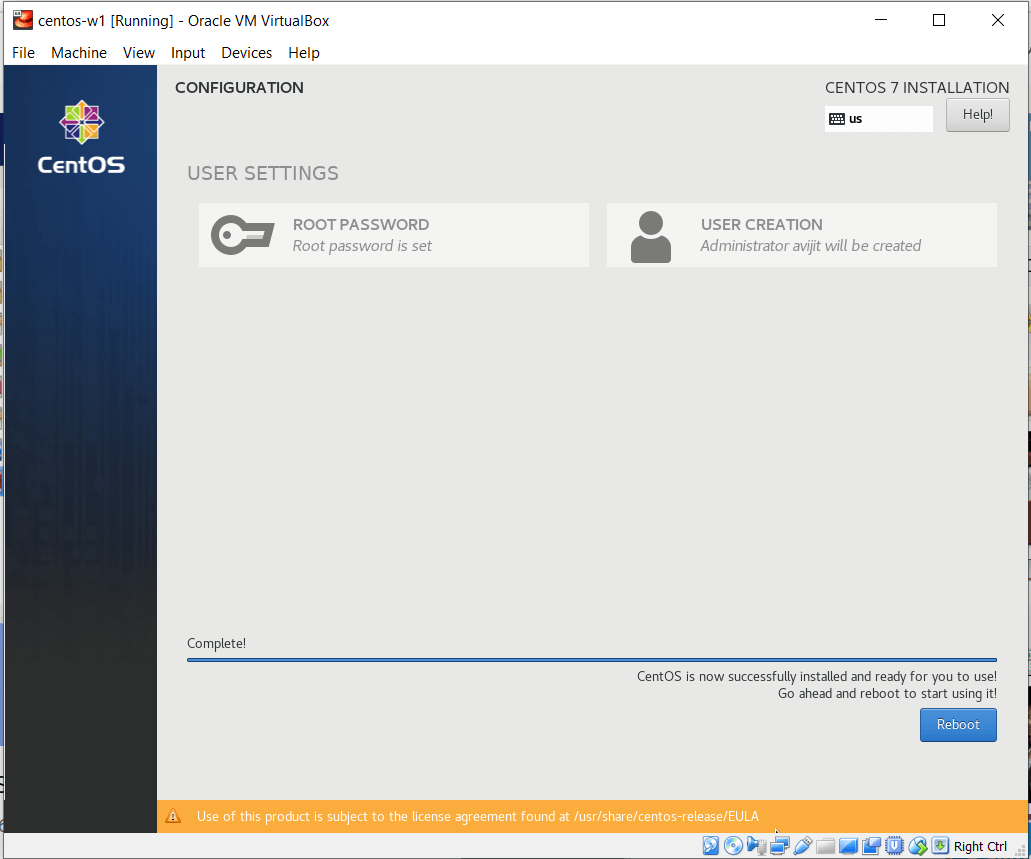 centos-w1 [Running] - Oracle VM VirtualBox
File Machine View Input Devices Help
CentOS
CONFIGURATION
CENTOS 7 INSTALLATION
us
Help!
USER SETTINGS
ROOT PASSWORD
Root password is set
USER CREATION
Administrator avijit will be created
Complete!
CentOS is now successfully installed and ready for you to use!
Go ahead and reboot to start using it!
Reboot
Use of this product is subject to the license agreement found at /usr/share/centos-release/EULA
Right Ctrl